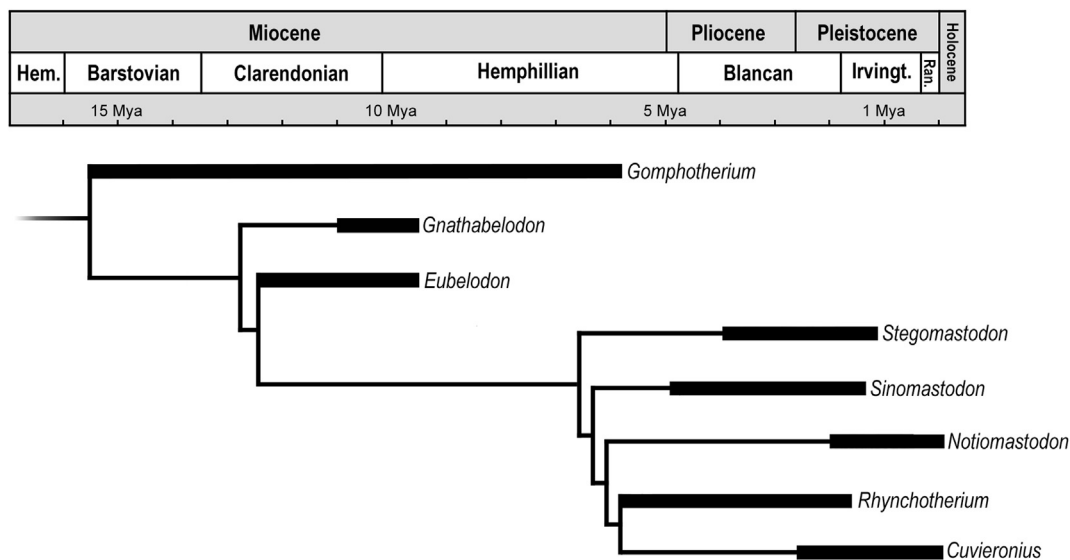 Miocene Pliocene Pleistocene Holocene
Hem. Barstovian Clarendonian Hemphillian Blancan Irvingt. Ran.
15 Mya 10 Mya 5 Mya 1 Mya
Gomphotherium
Gnathabelodon
Eubelodon
Stegomastodon
Sinomastodon
Notiomastodon
Rhynchotherium
Cuvieronius